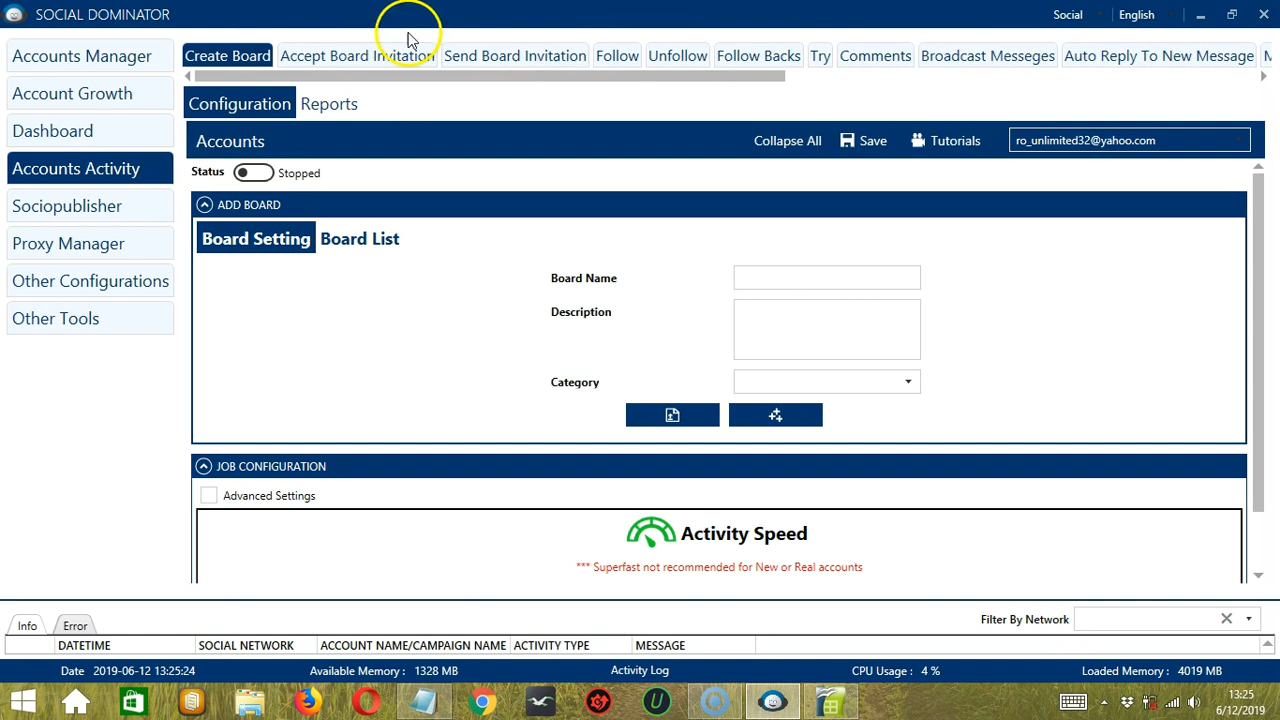 SOCIAL DOMINATOR
Social
English
Accounts Manager
Account Growth
Dashboard
Accounts Activity
Sociopublisher
Proxy Manager
Other Configurations
Other Tools
Create Board
Accept Board Invitation
Send Board Invitation
Follow
Unfollow
Follow Backs
Try
Comments
Broadcast Messeges
Auto Reply To New Message
Configuration
Reports
Accounts
Collapse All
Save
Tutorials
ro_unlimited32@yahoo.com
Status
Stopped
ADD BOARD
Board Setting
Board List
Board Name
Description
Category
JOB CONFIGURATION
Advanced Settings
Activity Speed
*** Superfast not recommended for New or Real accounts
Info
Error
Filter By Network
DATETIME
SOCIAL NETWORK
ACCOUNT NAME/CAMPAIGN NAME
ACTIVITY TYPE
MESSAGE
Date 2019-06-12 13:25:24
Available Memory : 1328 MB
Activity Log
CPU Usage : 4 %
Loaded Memory : 4019 MB
13:25
6/12/2019